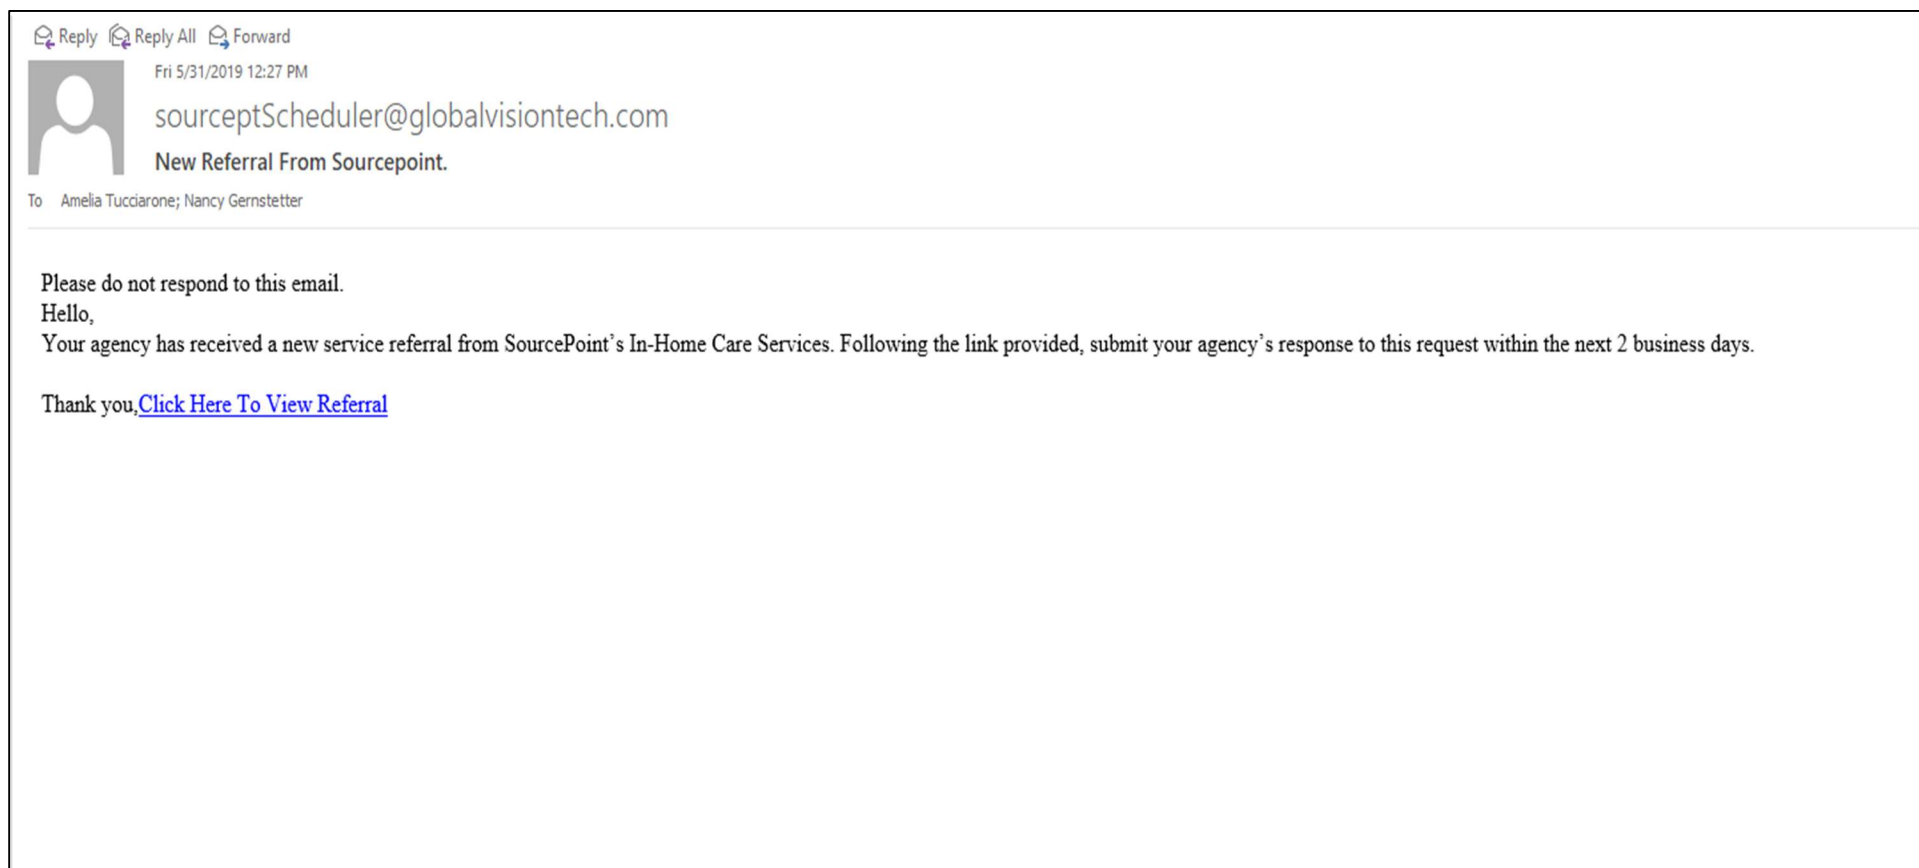 Reply Reply All Forward
Fri 5/31/2019 12:27 PM
sourceptScheduler@globalvisiontech.com
New Referral From Sourcepoint.
To Amelia Tucciarone; Nancy Gernstetter
Please do not respond to this email.
Hello,
Your agency has received a new service referral from SourcePoint’s In-Home Care Services. Following the link provided, submit your agency’s response to this request within the next 2 business days.
Thank you,Click Here To View Referral